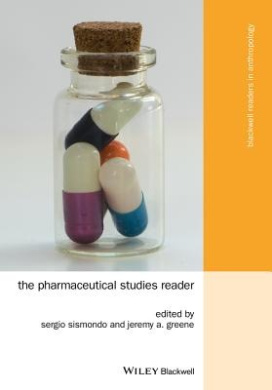 blackwell readers in anthropology
the pharmaceutical studies reader
edited by
sergio sismondo and jeremy a. greene
WILEY Blackwell